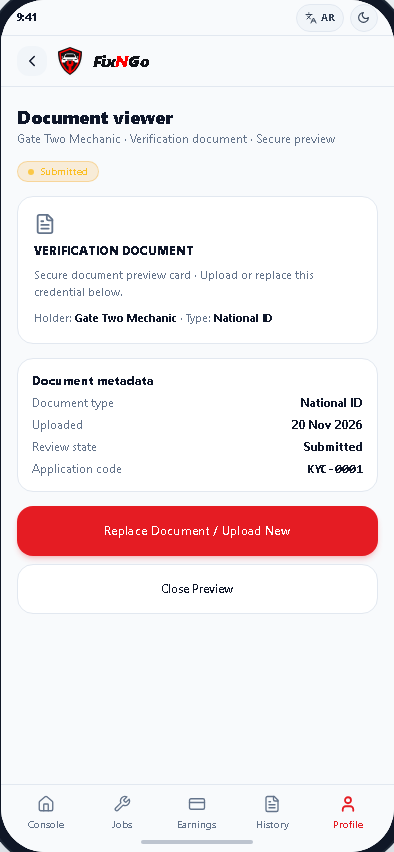 9:41
AR
FixNGo
Document viewer
Gate Two Mechanic · Verification document · Secure preview
Submitted
VERIFICATION DOCUMENT
Secure document preview card · Upload or replace this
credential below.
Holder: Gate Two Mechanic · Type: National ID
Document metadata
Document type National ID
Uploaded 20 Nov 2026
Review state Submitted
Application code KYC-0001
Replace Document / Upload New
Close Preview
Console Jobs Earnings History Profile